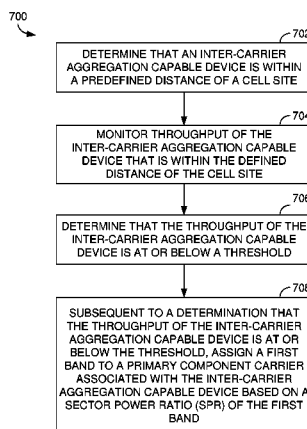 700
702
DETERMINE THAT AN INTER-CARRIER
AGGREGATION CAPABLE DEVICE IS WITHIN
A PREDEFINED DISTANCE OF A CELL SITE
704
MONITOR THROUGHPUT OF THE
INTER-CARRIER AGGREGATION CAPABLE
DEVICE THAT IS WITHIN THE DEFINED
DISTANCE OF THE CELL SITE
706
DETERMINE THAT THE THROUGHPUT OF THE
INTER-CARRIER AGGREGATION CAPABLE
DEVICE IS AT OR BELOW A THRESHOLD
708
SUBSEQUENT TO A DETERMINATION THAT
THE THROUGHPUT OF THE INTER-CARRIER
AGGREGATION CAPABLE DEVICE IS AT OR
BELOW THE THRESHOLD, ASSIGN A FIRST
BAND TO A PRIMARY COMPONENT CARRIER
ASSOCIATED WITH THE INTER-CARRIER
AGGREGATION CAPABLE DEVICE BASED ON A
SECTOR POWER RATIO (SPR) OF THE FIRST
BAND